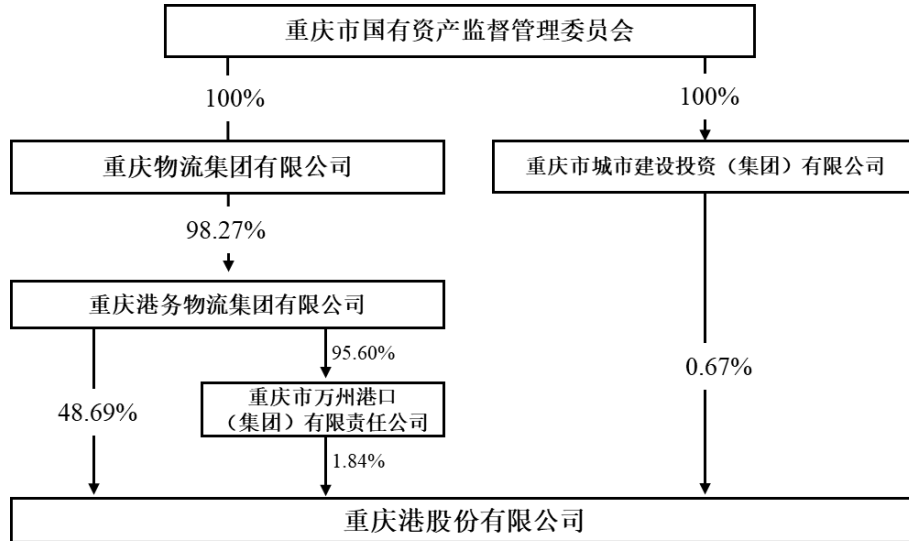 重庆市国有资产监督管理委员会
100%
100%
重庆物流集团有限公司
重庆市城市建设投资（集团）有限公司
98.27%
重庆港务物流集团有限公司
95.60%
0.67%
重庆市万州港口
（集团）有限责任公司
48.69%
1.84%
重庆港股份有限公司